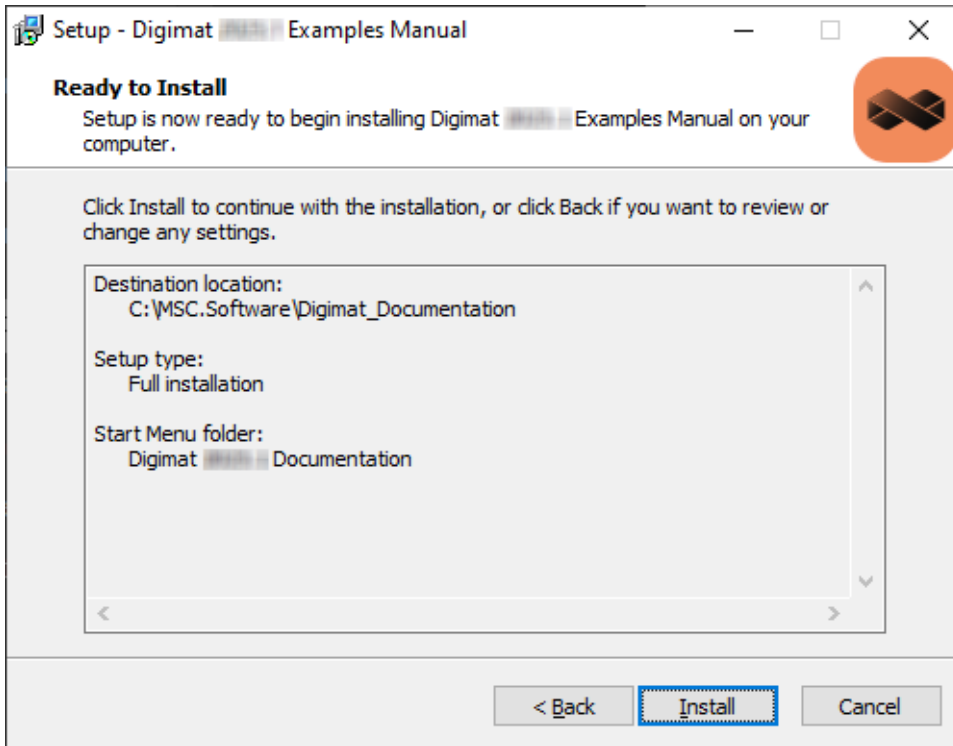 Setup - Digimat Examples Manual
Ready to Install
Setup is now ready to begin installing Digimat Examples Manual on your
computer.
Click Install to continue with the installation, or click Back if you want to review or
change any settings.
Destination location:
C:\MSC.Software\Digimat_Documentation
Setup type:
Full installation
Start Menu folder:
Digimat Documentation
< Back
Install
Cancel